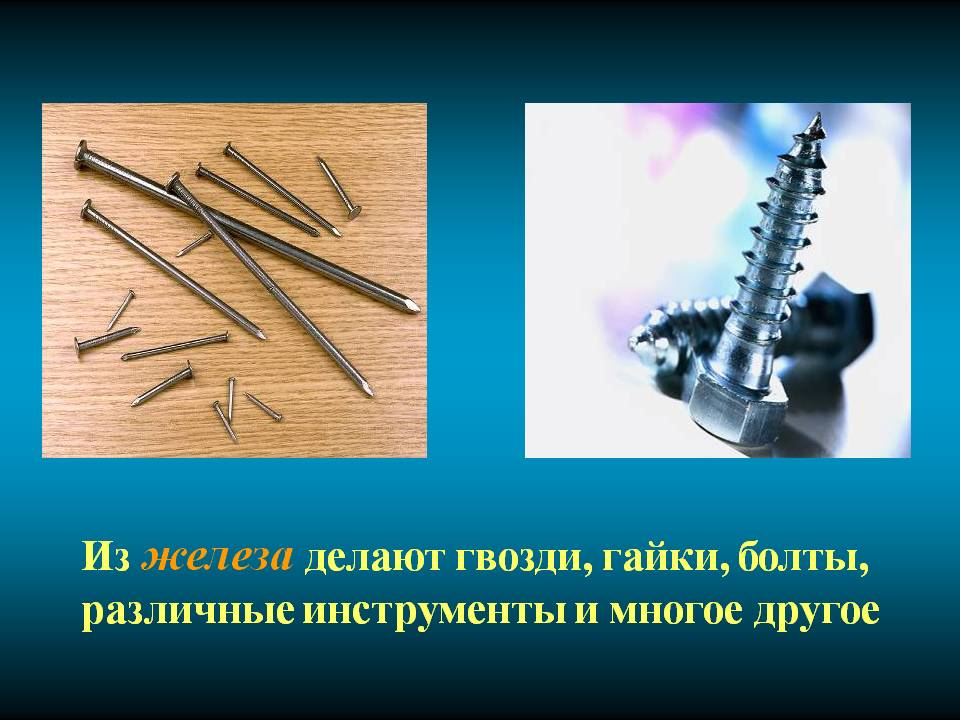 Из железа делают гвозди, гайки, болты,
различные инструменты и многое другое